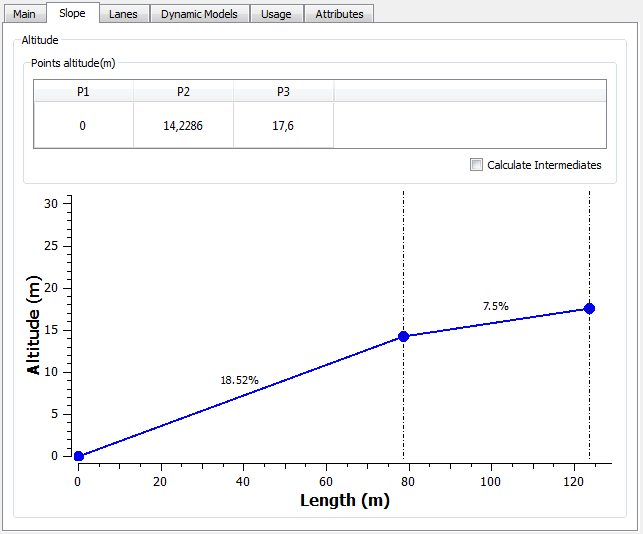 Main Slope Lanes Dynamic Models Usage Attributes
Altitude
Points altitude(m)
P1 P2 P3
0 14,2286 17,6
Calculate Intermediates
30
25
20
15
10
5
0
Altitude (m)
18.52%
7.5%
0 20 40 60 80 100 120
Length (m)